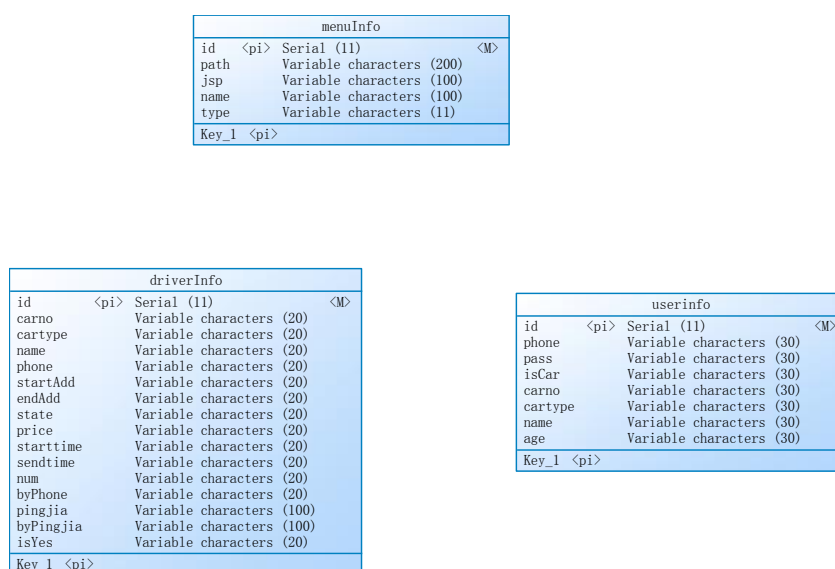 menuInfo
id <pi> Serial (11) <M>
path Variable characters (200)
jsp Variable characters (100)
name Variable characters (100)
type Variable characters (11)
Key_1 <pi>
driverInfo
id <pi> Serial (11) <M>
carno Variable characters (20)
cartype Variable characters (20)
name Variable characters (20)
phone Variable characters (20)
startAdd Variable characters (20)
endAdd Variable characters (20)
state Variable characters (20)
price Variable characters (20)
starttime Variable characters (20)
sendtime Variable characters (20)
num Variable characters (20)
byPhone Variable characters (20)
pingjia Variable characters (100)
byPingjia Variable characters (100)
isYes Variable characters (20)
Key_1 <pi>
userinfo
id <pi> Serial (11) <M>
phone Variable characters (30)
pass Variable characters (30)
isCar Variable characters (30)
carno Variable characters (30)
cartype Variable characters (30)
name Variable characters (30)
age Variable characters (30)
Key_1 <pi>